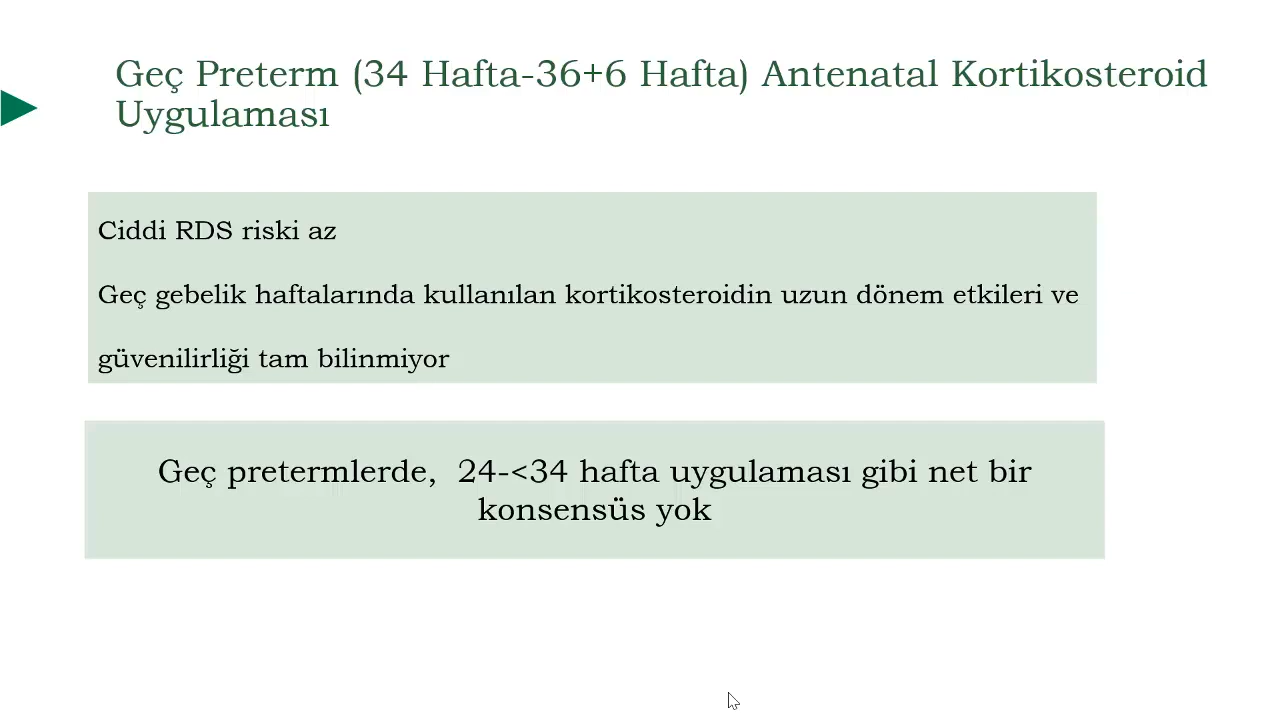 Geç Preterm (34 Hafta-36+6 Hafta) Antenatal Kortikosteroid
Uygulaması
Ciddi RDS riski az
Geç gebelik haftalarında kullanılan kortikosteroidin uzun dönem etkileri ve
güvenilirliği tam bilinmiyor
Geç pretermlerde,  24-<34 hafta uygulaması gibi net bir
konsensüs yok